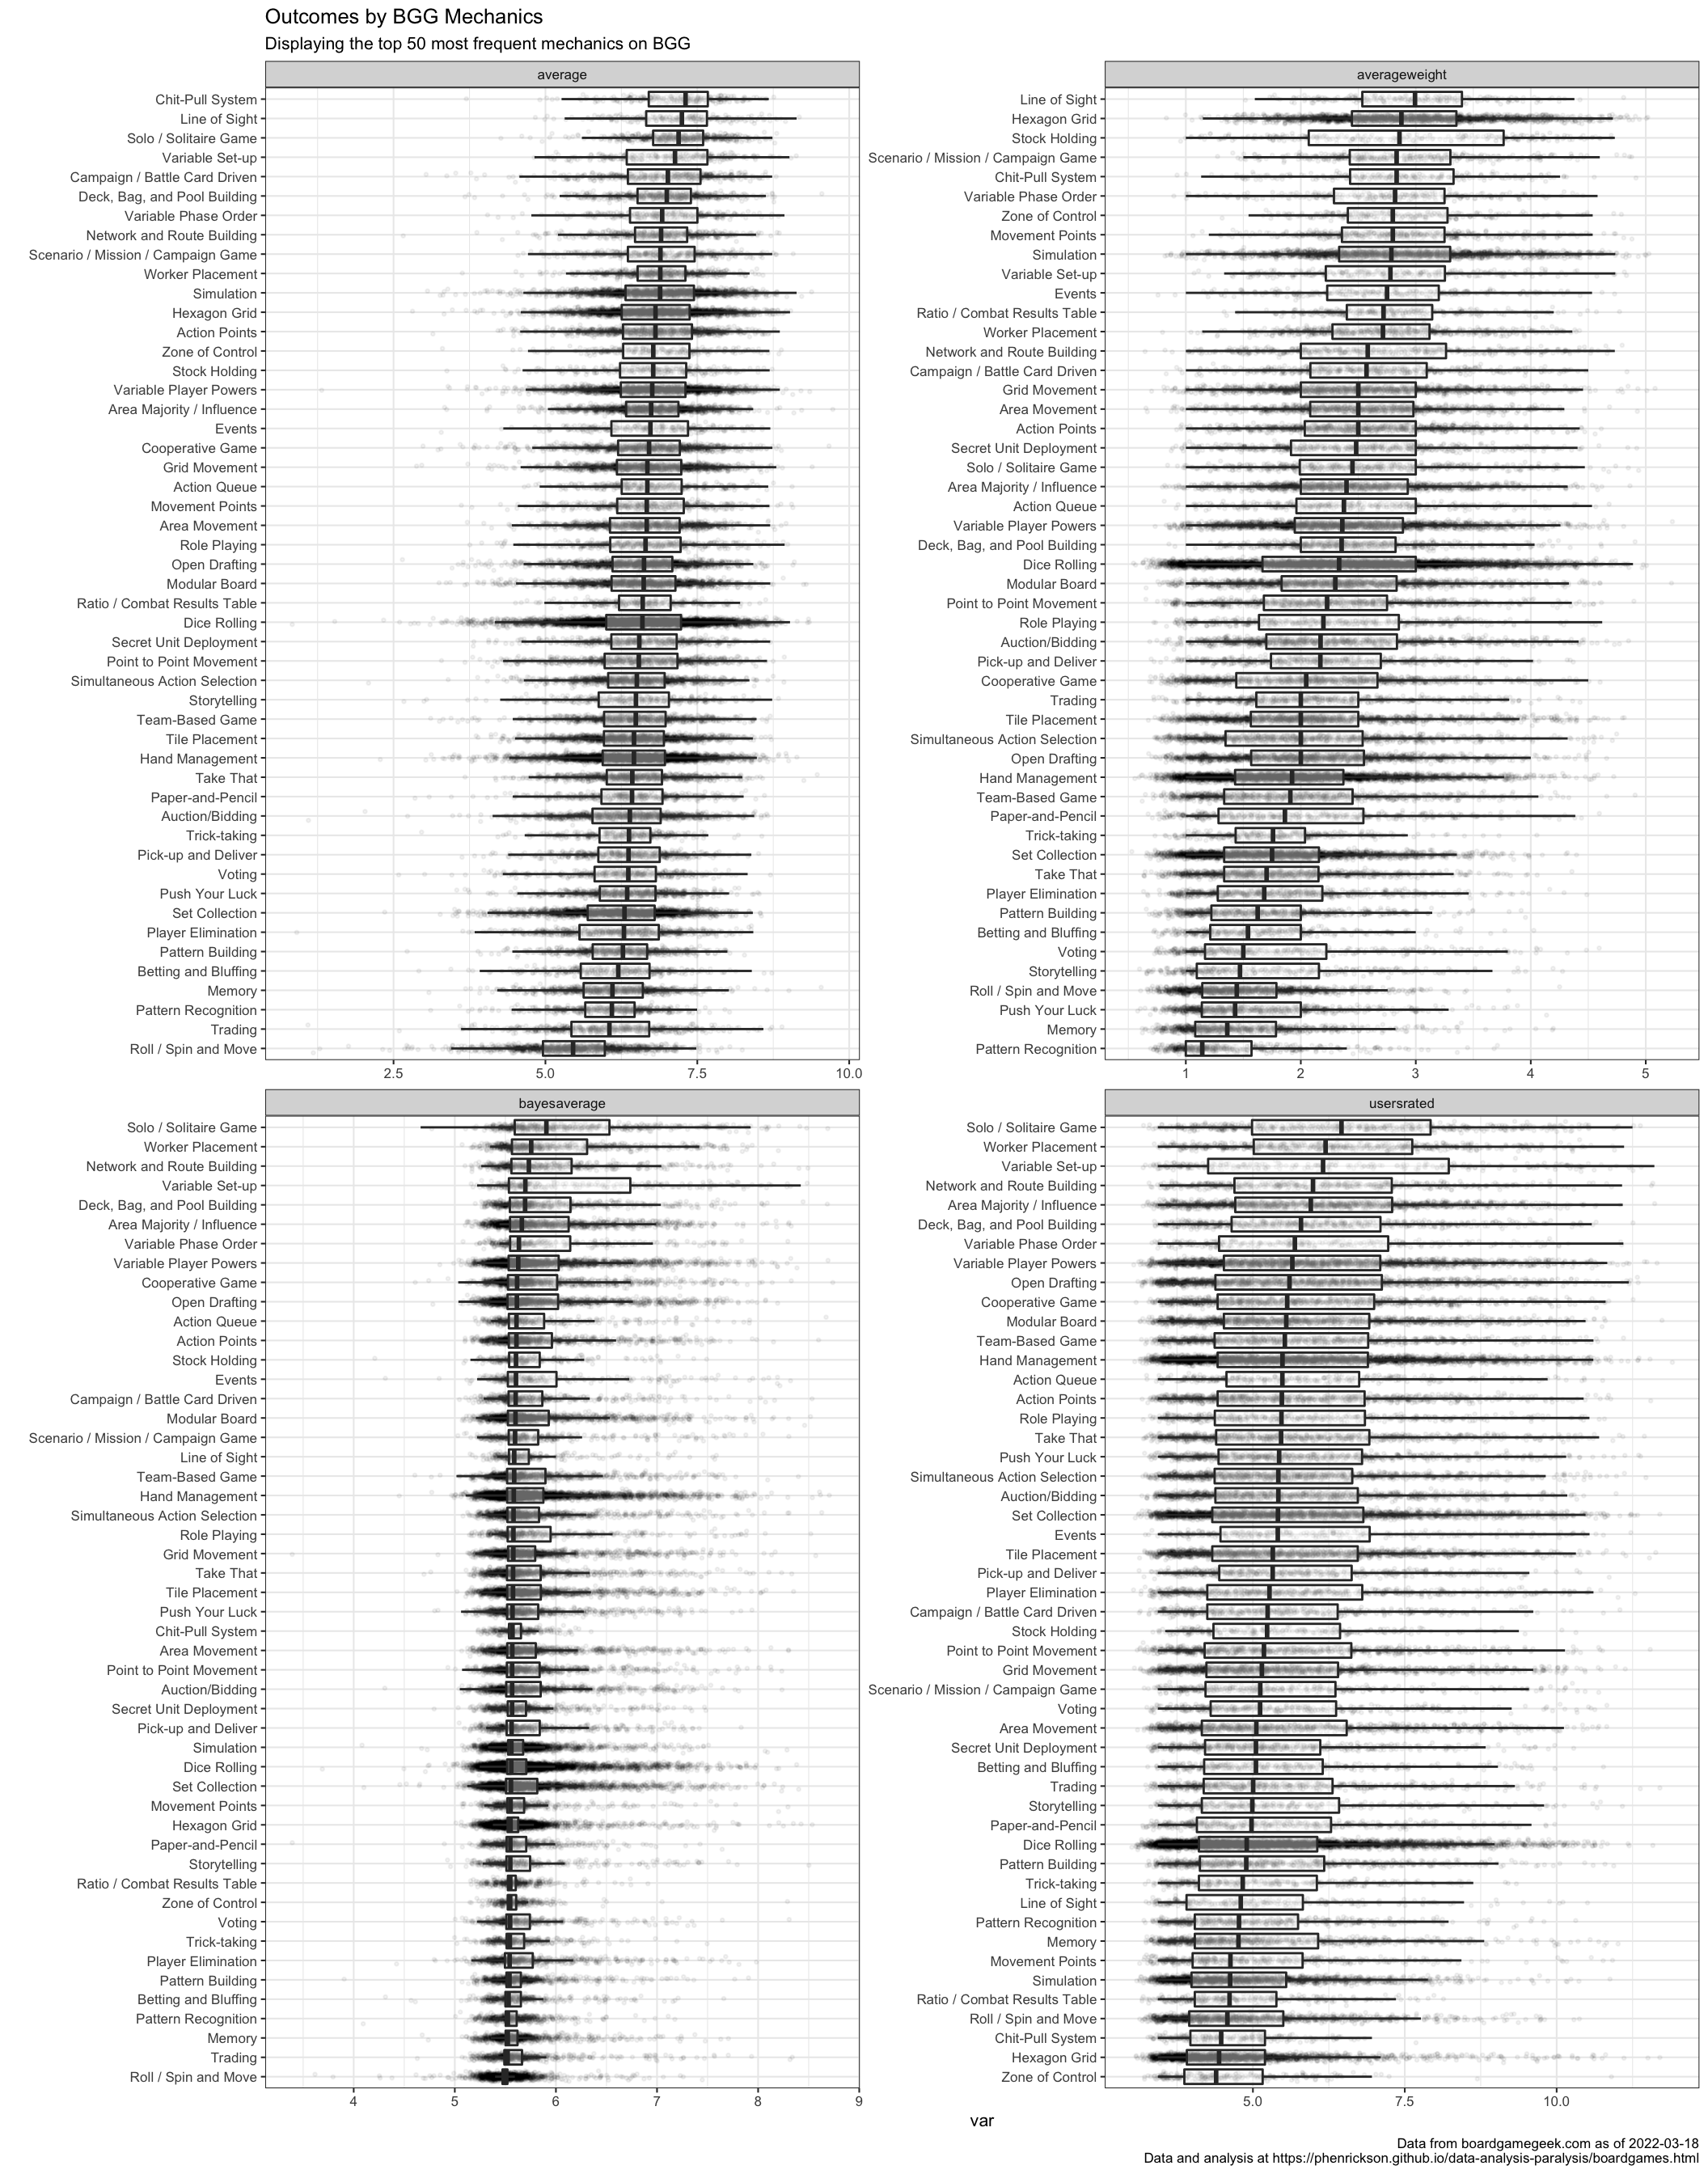 Outcomes by BGG Mechanics
Displaying the top 50 most frequent mechanics on BGG
average
Chit-Pull System
Line of Sight
Solo / Solitaire Game
Variable Set-up
Campaign / Battle Card Driven
Deck, Bag, and Pool Building
Variable Phase Order
Network and Route Building
Scenario / Mission / Campaign Game
Worker Placement
Simulation
Hexagon Grid
Action Points
Zone of Control
Stock Holding
Variable Player Powers
Area Majority / Influence
Events
Cooperative Game
Grid Movement
Action Queue
Movement Points
Area Movement
Role Playing
Open Drafting
Modular Board
Ratio / Combat Results Table
Dice Rolling
Secret Unit Deployment
Point to Point Movement
Simultaneous Action Selection
Storytelling
Team-Based Game
Tile Placement
Hand Management
Take That
Paper-and-Pencil
Auction/Bidding
Trick-taking
Pick-up and Deliver
Voting
Push Your Luck
Set Collection
Player Elimination
Pattern Building
Betting and Bluffing
Memory
Pattern Recognition
Trading
Roll / Spin and Move
2.5 5.0 7.5 10.0
averageweight
Line of Sight
Hexagon Grid
Stock Holding
Scenario / Mission / Campaign Game
Chit-Pull System
Variable Phase Order
Zone of Control
Movement Points
Simulation
Variable Set-up
Events
Ratio / Combat Results Table
Worker Placement
Network and Route Building
Campaign / Battle Card Driven
Grid Movement
Area Movement
Action Points
Secret Unit Deployment
Solo / Solitaire Game
Area Majority / Influence
Action Queue
Variable Player Powers
Deck, Bag, and Pool Building
Dice Rolling
Modular Board
Point to Point Movement
Role Playing
Auction/Bidding
Pick-up and Deliver
Cooperative Game
Trading
Tile Placement
Simultaneous Action Selection
Open Drafting
Hand Management
Team-Based Game
Paper-and-Pencil
Trick-taking
Set Collection
Take That
Player Elimination
Pattern Building
Betting and Bluffing
Voting
Storytelling
Roll / Spin and Move
Push Your Luck
Memory
Pattern Recognition
1 2 3 4 5
bayesaverage
Solo / Solitaire Game
Worker Placement
Network and Route Building
Variable Set-up
Deck, Bag, and Pool Building
Area Majority / Influence
Variable Phase Order
Variable Player Powers
Cooperative Game
Open Drafting
Action Queue
Action Points
Stock Holding
Events
Campaign / Battle Card Driven
Modular Board
Scenario / Mission / Campaign Game
Line of Sight
Team-Based Game
Hand Management
Simultaneous Action Selection
Role Playing
Grid Movement
Take That
Tile Placement
Push Your Luck
Chit-Pull System
Area Movement
Point to Point Movement
Auction/Bidding
Secret Unit Deployment
Pick-up and Deliver
Simulation
Dice Rolling
Set Collection
Movement Points
Hexagon Grid
Paper-and-Pencil
Storytelling
Ratio / Combat Results Table
Zone of Control
Voting
Trick-taking
Player Elimination
Pattern Building
Betting and Bluffing
Pattern Recognition
Memory
Trading
Roll / Spin and Move
4 5 6 7 8 9
usersrated
Solo / Solitaire Game
Worker Placement
Variable Set-up
Network and Route Building
Area Majority / Influence
Deck, Bag, and Pool Building
Variable Phase Order
Variable Player Powers
Open Drafting
Cooperative Game
Modular Board
Team-Based Game
Hand Management
Action Queue
Action Points
Role Playing
Take That
Push Your Luck
Simultaneous Action Selection
Auction/Bidding
Set Collection
Events
Tile Placement
Pick-up and Deliver
Player Elimination
Campaign / Battle Card Driven
Stock Holding
Point to Point Movement
Grid Movement
Scenario / Mission / Campaign Game
Voting
Area Movement
Secret Unit Deployment
Betting and Bluffing
Trading
Storytelling
Paper-and-Pencil
Dice Rolling
Pattern Building
Trick-taking
Line of Sight
Pattern Recognition
Memory
Movement Points
Simulation
Ratio / Combat Results Table
Roll / Spin and Move
Chit-Pull System
Hexagon Grid
Zone of Control
5.0 7.5 10.0
var
Data from boardgamegeek.com as of 2022-03-18
Data and analysis at https://phenrickson.github.io/data-analysis-paralysis/boardgames.html